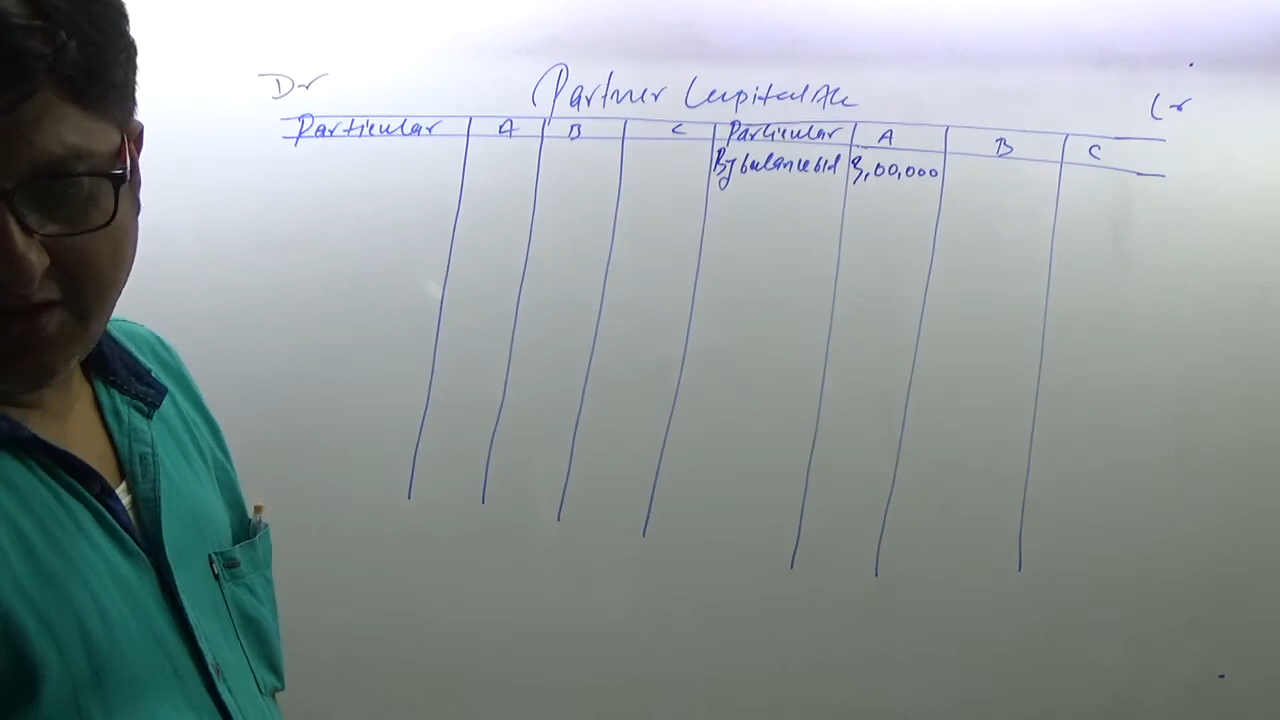 Dr Partner Capital A/c Cr
Particular A B C Particular A B C
By balance b/d 3,00,000